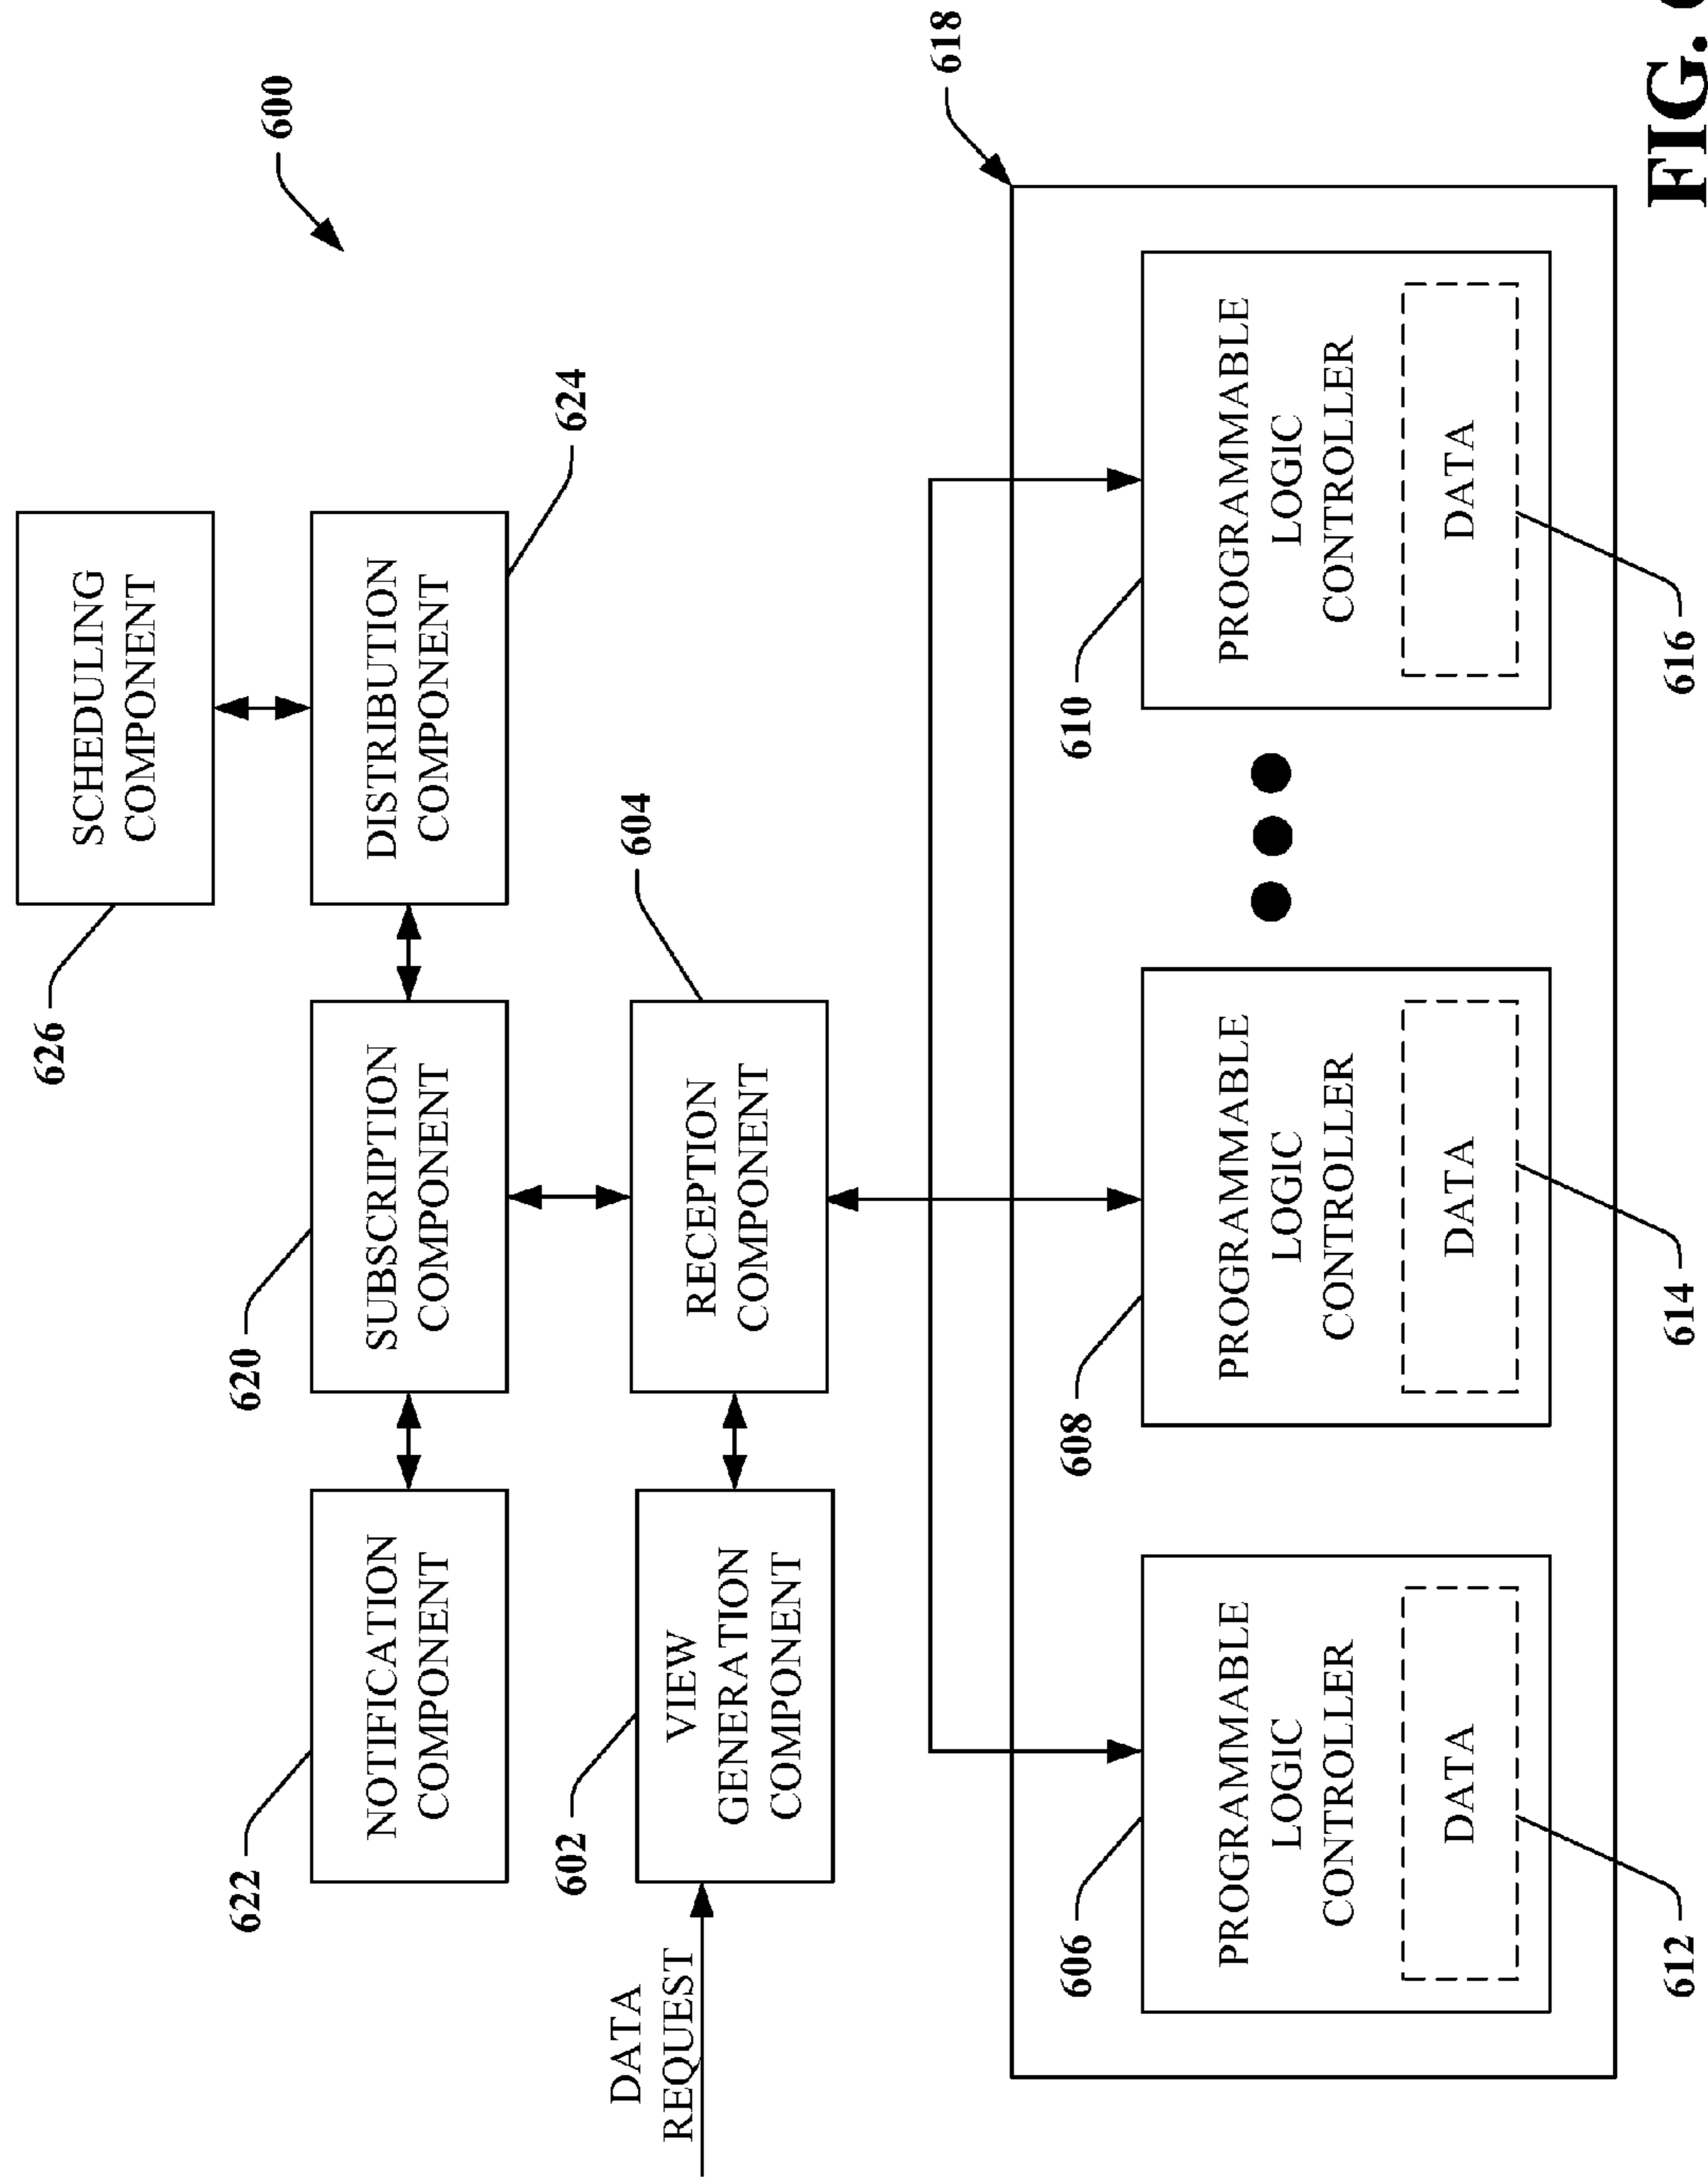 600
626
SCHEDULING
COMPONENT
622
NOTIFICATION
COMPONENT
620
SUBSCRIPTION
COMPONENT
DISTRIBUTION
COMPONENT
624
DATA
REQUEST
602
VIEW
GENERATION
COMPONENT
RECEPTION
COMPONENT
604
618
606
PROGRAMMABLE
LOGIC
CONTROLLER
DATA
612
608
PROGRAMMABLE
LOGIC
CONTROLLER
DATA
614
610
PROGRAMMABLE
LOGIC
CONTROLLER
DATA
616
FIG.